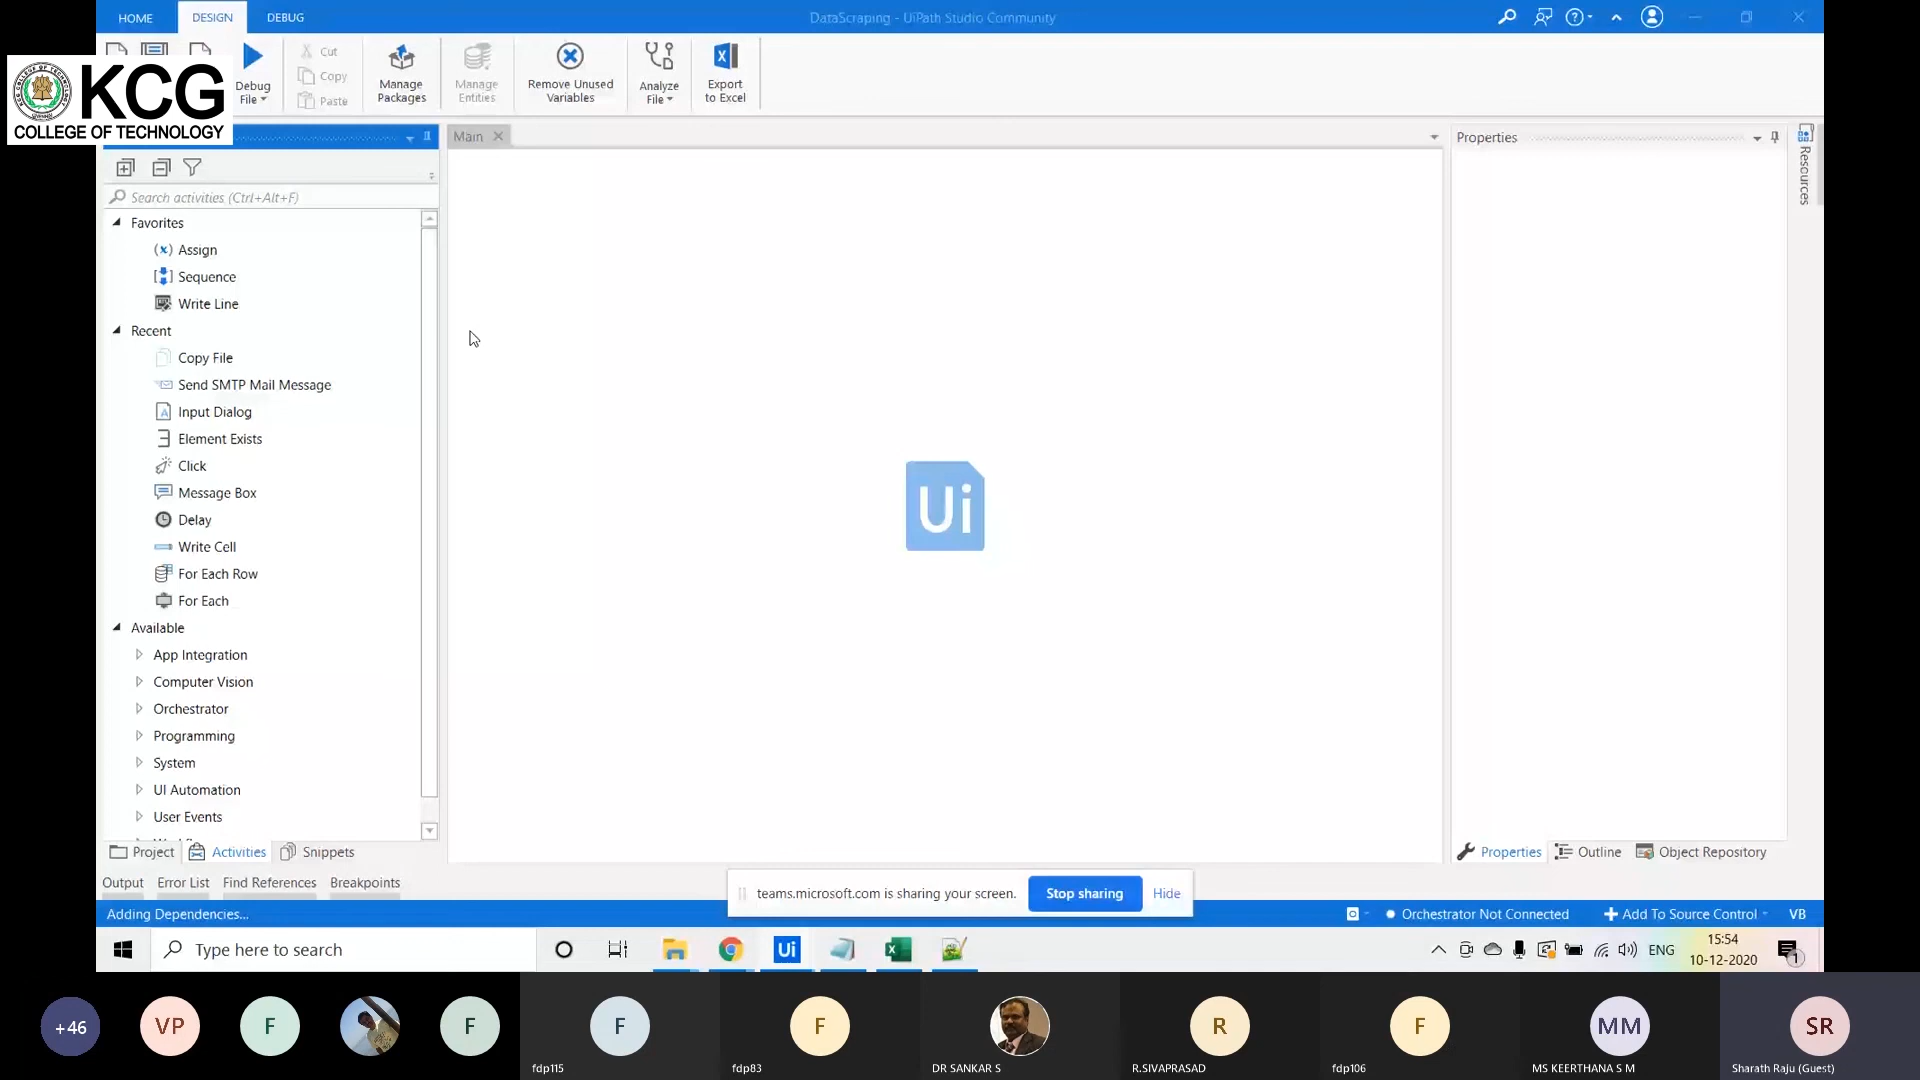 HOME
DESIGN
DEBUG
DataScraping - UiPath Studio Community
KCG
COLLEGE OF TECHNOLOGY
Debug
File
Cut
Copy
Paste
Manage
Packages
Manage
Entities
Remove Unused
Variables
Analyze
File
Export
to Excel
Main
Properties
Resources
Search activities (Ctrl+Alt+F)
Favorites
Assign
Sequence
Write Line
Recent
Copy File
Send SMTP Mail Message
Input Dialog
Element Exists
Click
Message Box
Delay
Write Cell
For Each Row
For Each
Available
App Integration
Computer Vision
Orchestrator
Programming
System
UI Automation
User Events
Ui
Project
Activities
Snippets
Properties
Outline
Object Repository
Output
Error List
Find References
Breakpoints
teams.microsoft.com is sharing your screen.
Stop sharing
Hide
Adding Dependencies...
Orchestrator Not Connected
Add To Source Control
VB
Type here to search
Ui
ENG
15:54
10-12-2020
1
+46
VP
F
F
F
fdp115
F
fdp83
DR SANKAR S
R
R.SIVAPRASAD
F
fdp106
MM
MS KEERTHANA S M
SR
Sharath Raju (Guest)